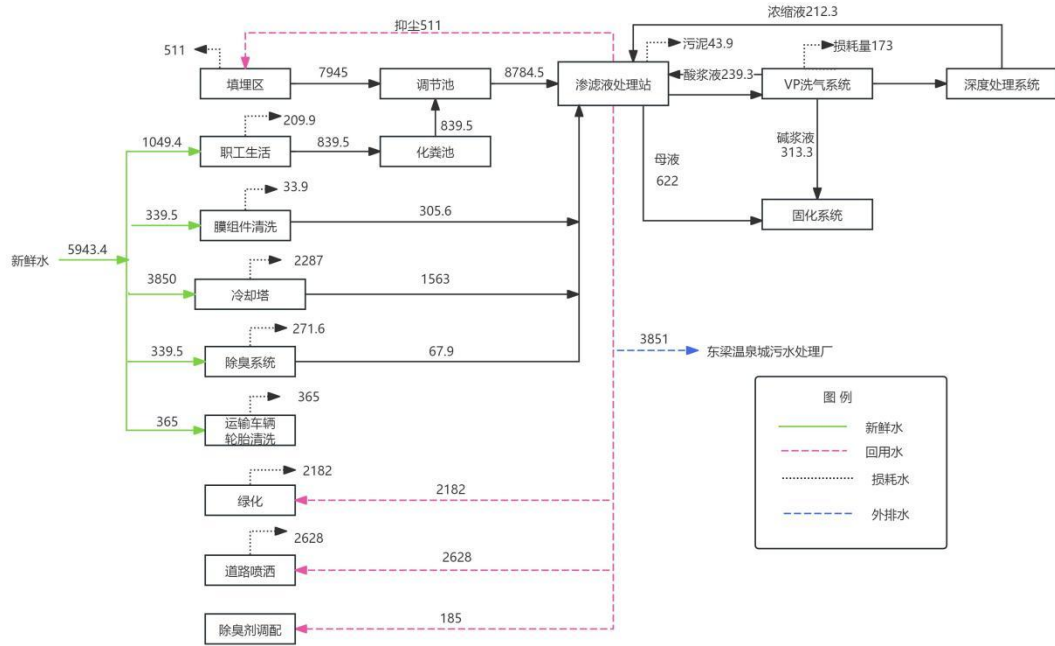 浓缩液212.3
抑尘511
污泥43.9
损耗量173
511
填埋区
7945
调节池
8784.5
渗滤液处理站
酸浆液239.3
VP洗气系统
深度处理系统
209.9
839.5
1049.4
职工生活
839.5
化粪池
碱浆液
313.3
母液
622
33.9
339.5
膜组件清洗
305.6
固化系统
新鲜水
5943.4
2287
3850
冷却塔
1563
271.6
339.5
除臭系统
67.9
3851
东梁温泉城污水处理厂
365
365
运输车辆
轮胎清洗
2182
绿化
2182
2628
道路喷洒
2628
除臭剂调配
185
图 例
新鲜水
回用水
损耗水
外排水